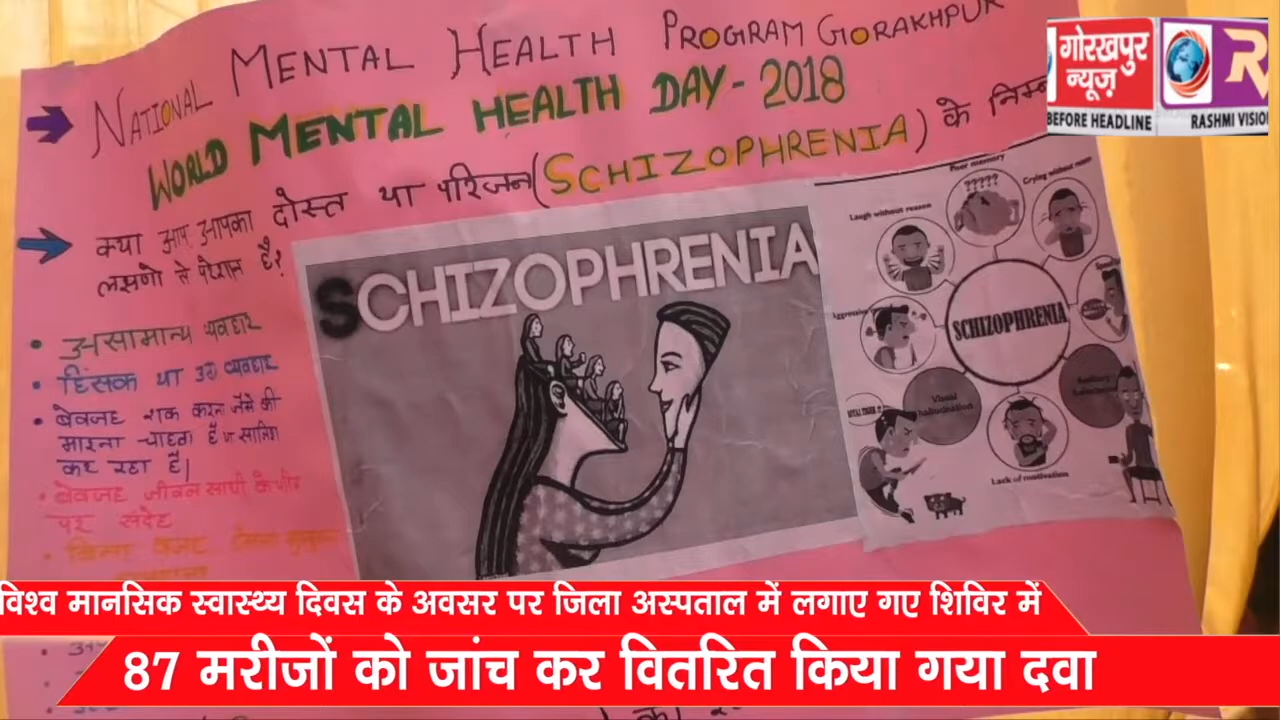 NATIONAL MENTAL HEALTH PROGRAM GORAKHPUR
WORLD MENTAL HEALTH DAY - 2018
क्या आप आपका दोस्त या परिजन (SCHIZOPHRENIA) के निम्न
लक्षणो से परेशान है?
असामान्य व्यवहार
हिंसक या उग्र व्यवहार
बेवजह शक करना जैसे की
मारना चाहता है या साजिश
कर रहा है।
बेवजह जीवन साथी के
पर संदेह
SCHIZOPHRENIA
Poor memory
?????
Crying without reason
Laugh without reason
Aggressive
SCHIZOPHRENIA
Visual
hallucination
Auditory
Lack of motivation
गोरखपुर
न्यूज़
BEFORE HEADLINE
R
RASHMI VISION
विश्व मानसिक स्वास्थ्य दिवस के अवसर पर जिला अस्पताल में लगाए गए शिविर में
87 मरीजों को जांच कर वितरित किया गया दवा